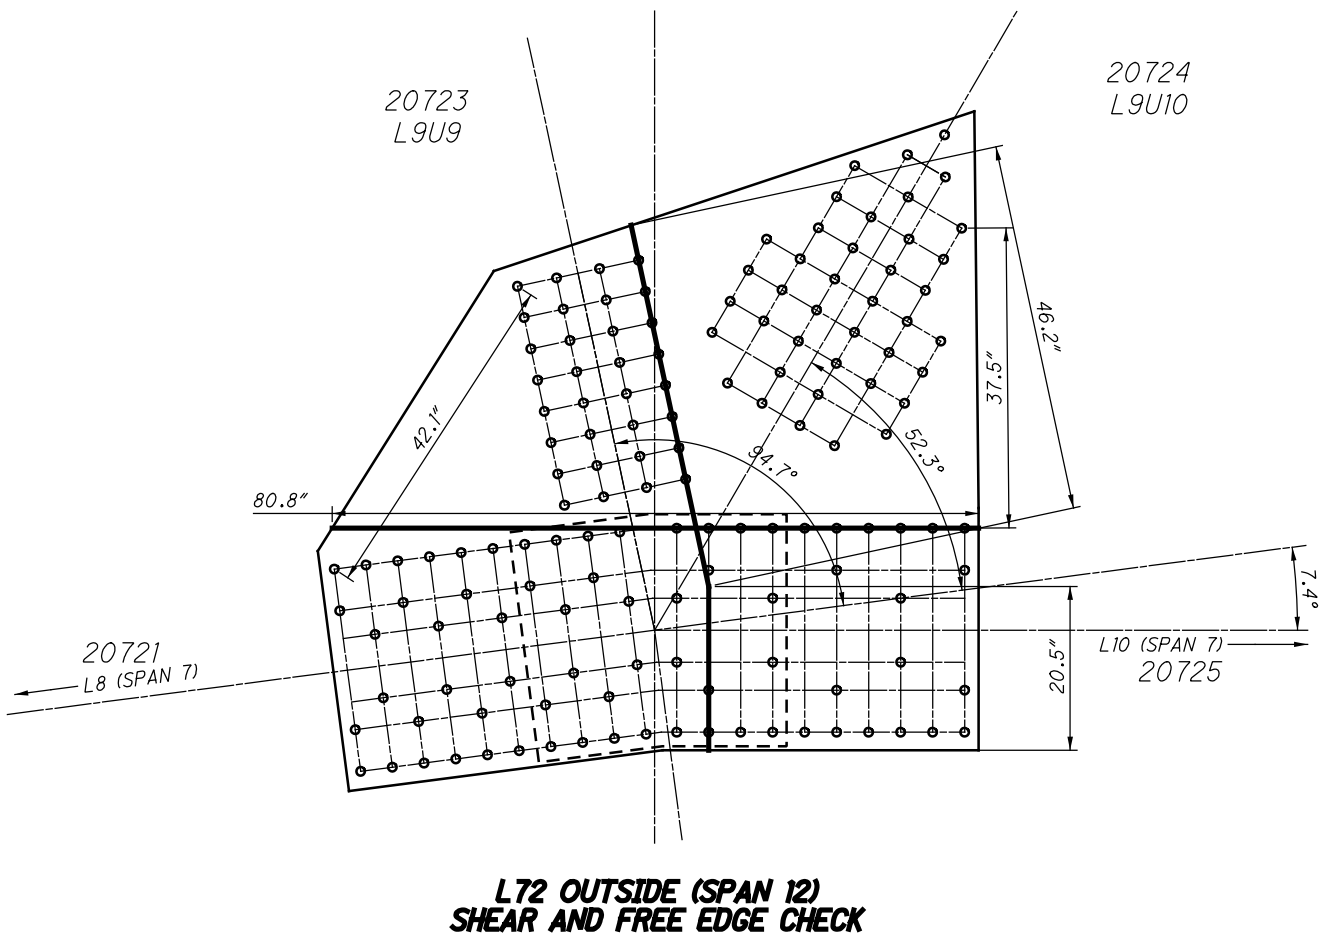 20723
L9U9
20724
L9U10
46.2"
37.5"
42.1"
52.3°
94.7°
80.8"
7.4°
20721
L8 (SPAN 7)
L10 (SPAN 7)
20725
20.5"
L72 OUTSIDE (SPAN 12)
SHEAR AND FREE EDGE CHECK